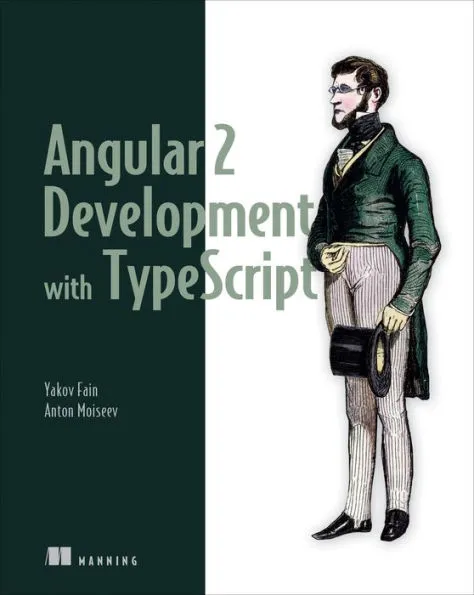 Angular 2
Development
with TypeScript
Yakov Fain
Anton Moiseev
MANNING